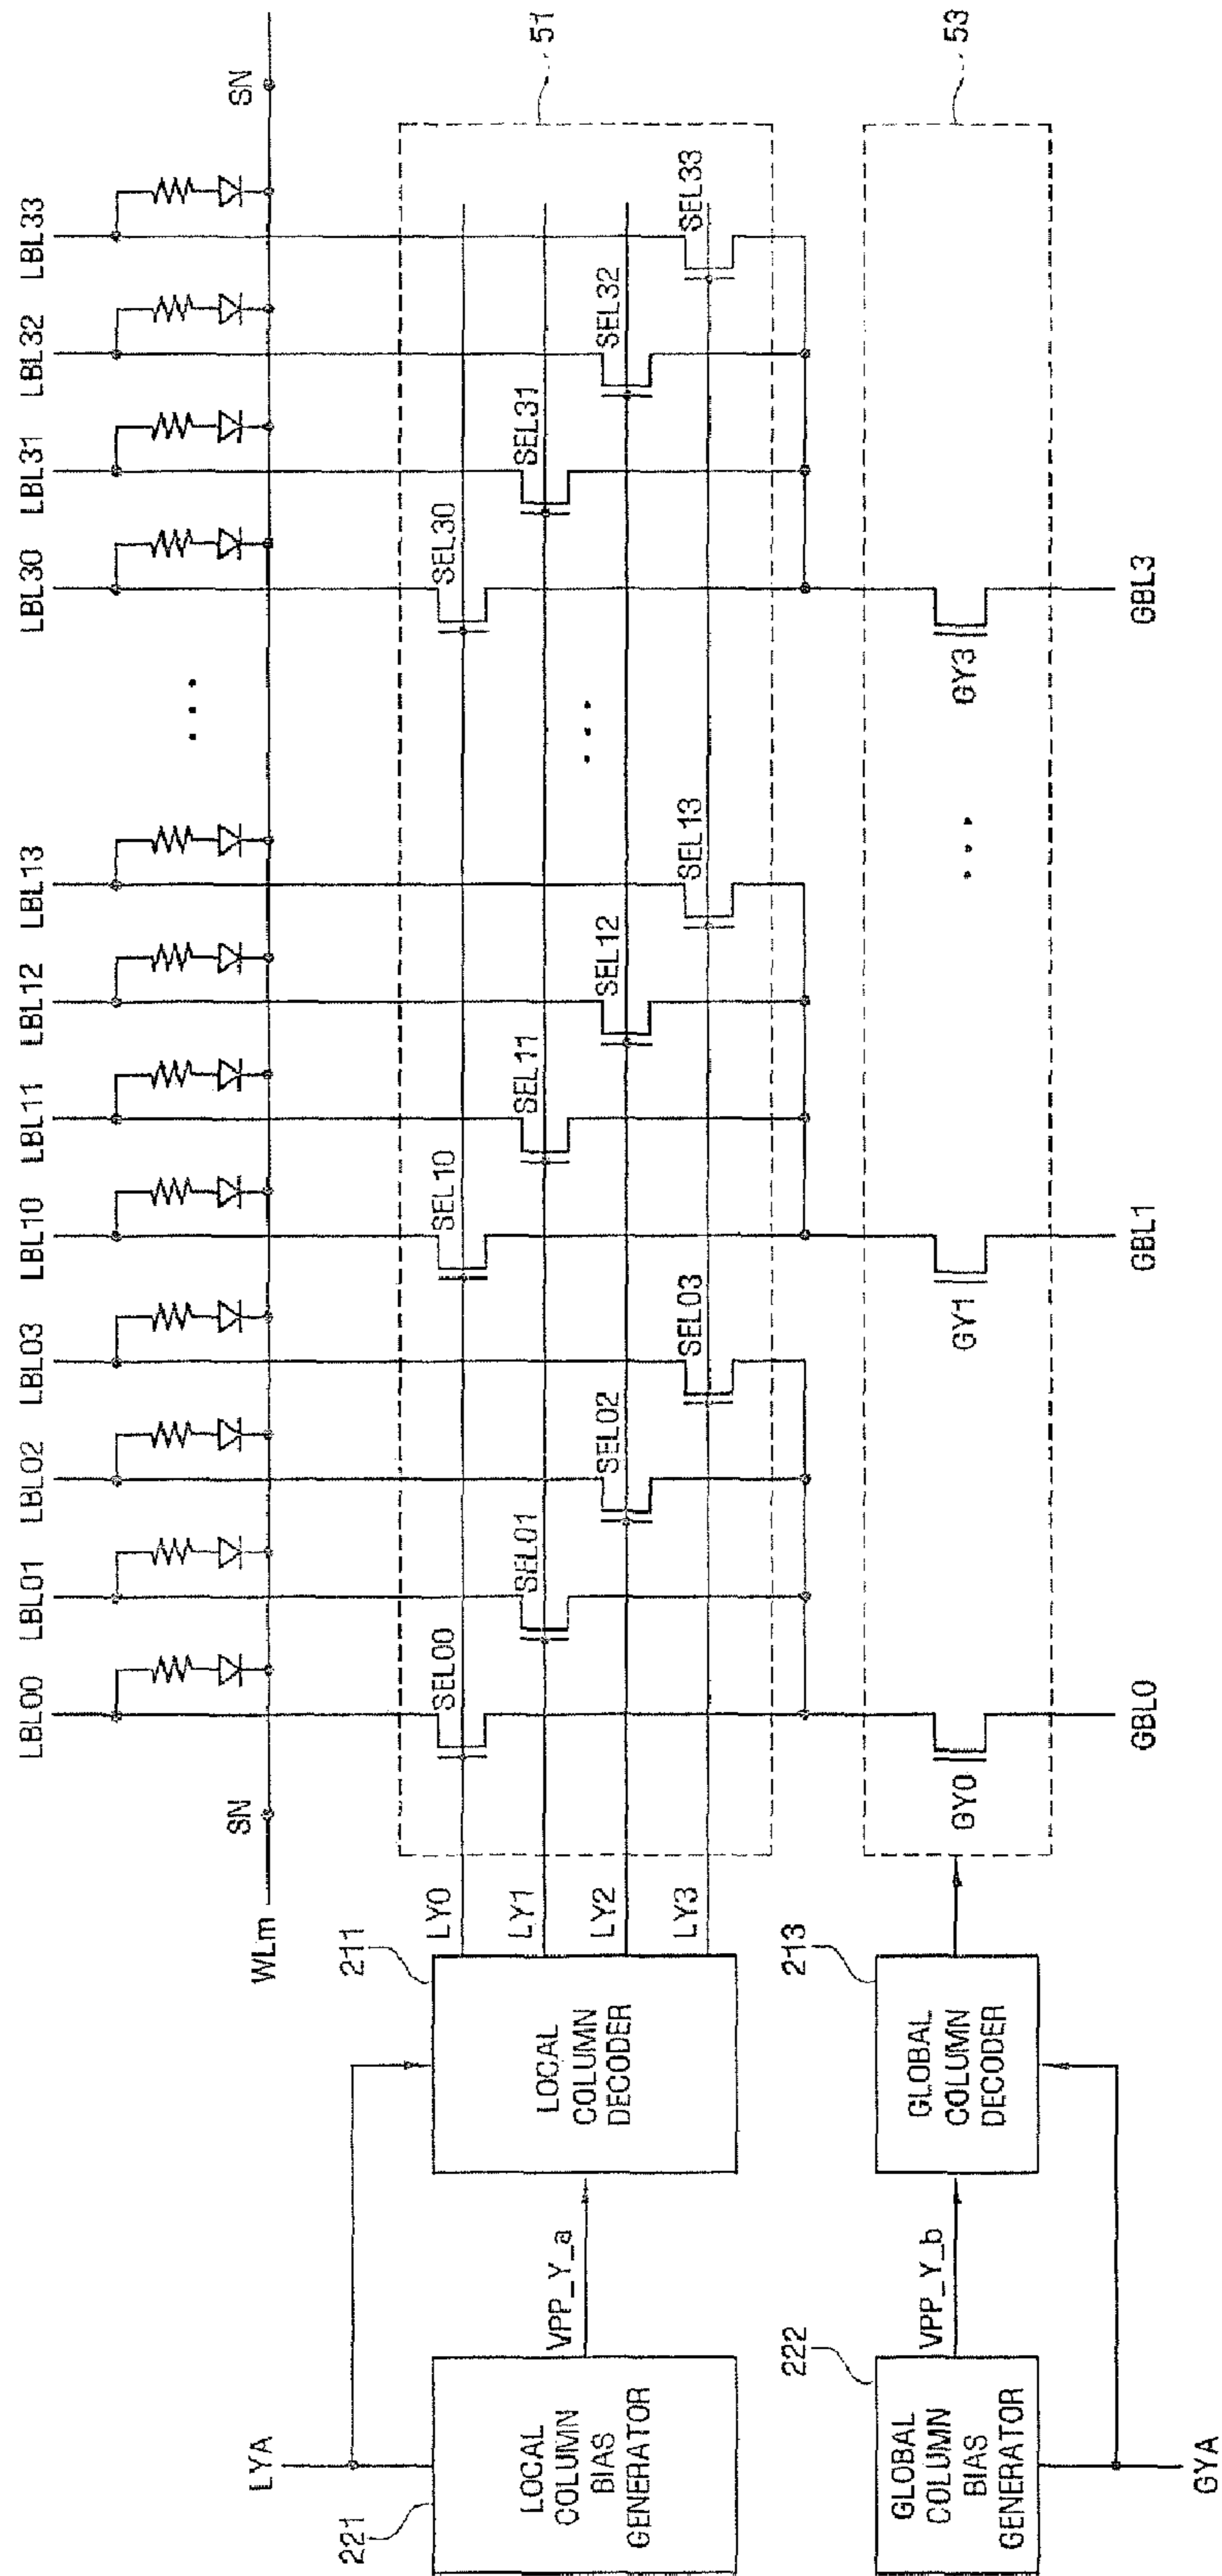 LBL00
LBL01
LBL02
LBL03
LBL10
LBL11
LBL12
LBL13
LBL30
LBL31
LBL32
LBL33
...
SN
SN
WLm
51
LYA
221
LOCAL
COLUMN
BIAS
GENERATOR
VPP_Y_a
211
LOCAL
COLUMN
DECODER
LY0
LY1
LY2
LY3
SEL00
SEL10
SEL30
SEL01
SEL11
SEL31
...
SEL02
SEL12
SEL32
SEL03
SEL13
SEL33
53
222
GLOBAL
COLUMN
BIAS
GENERATOR
VPP_Y_b
213
GLOBAL
COLUMN
DECODER
GY0
GY1
...
GY3
GYA
GBL0
GBL1
GBL3